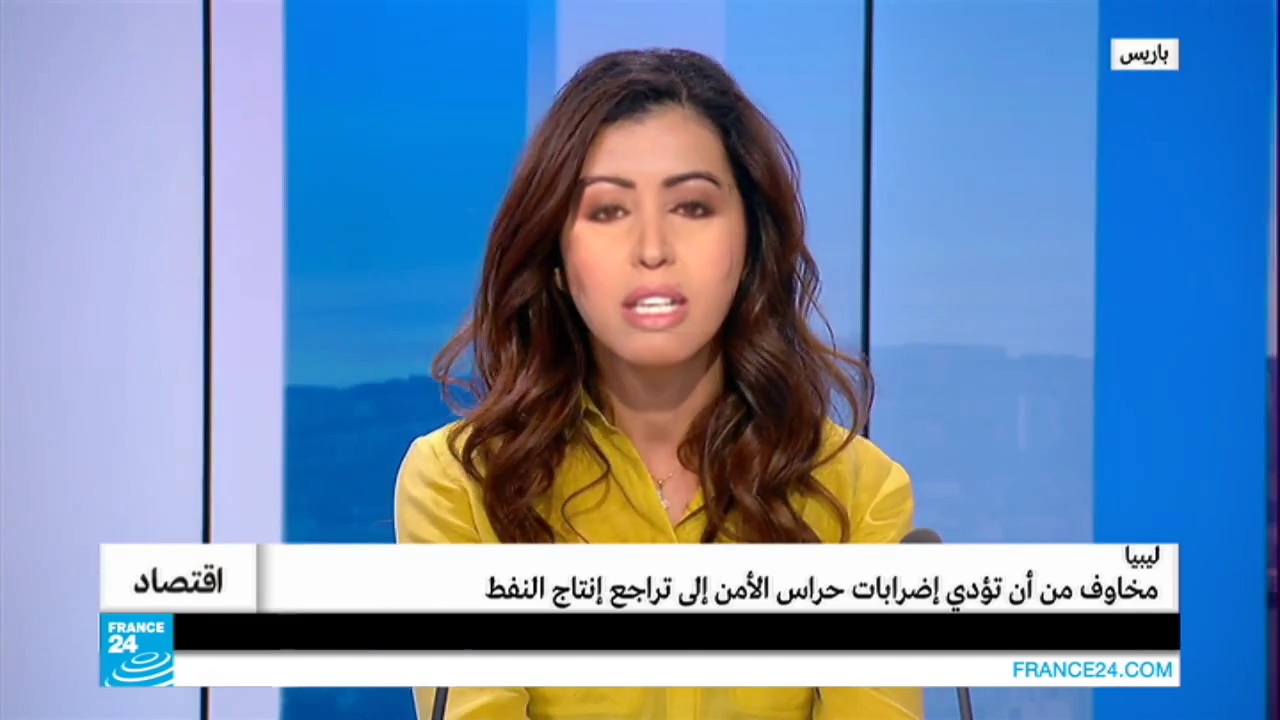 باريس
ليبيا
مخاوف من أن تؤدي إضرابات حراس الأمن إلى تراجع إنتاج النفط
اقتصاد
FRANCE
24
FRANCE24.COM